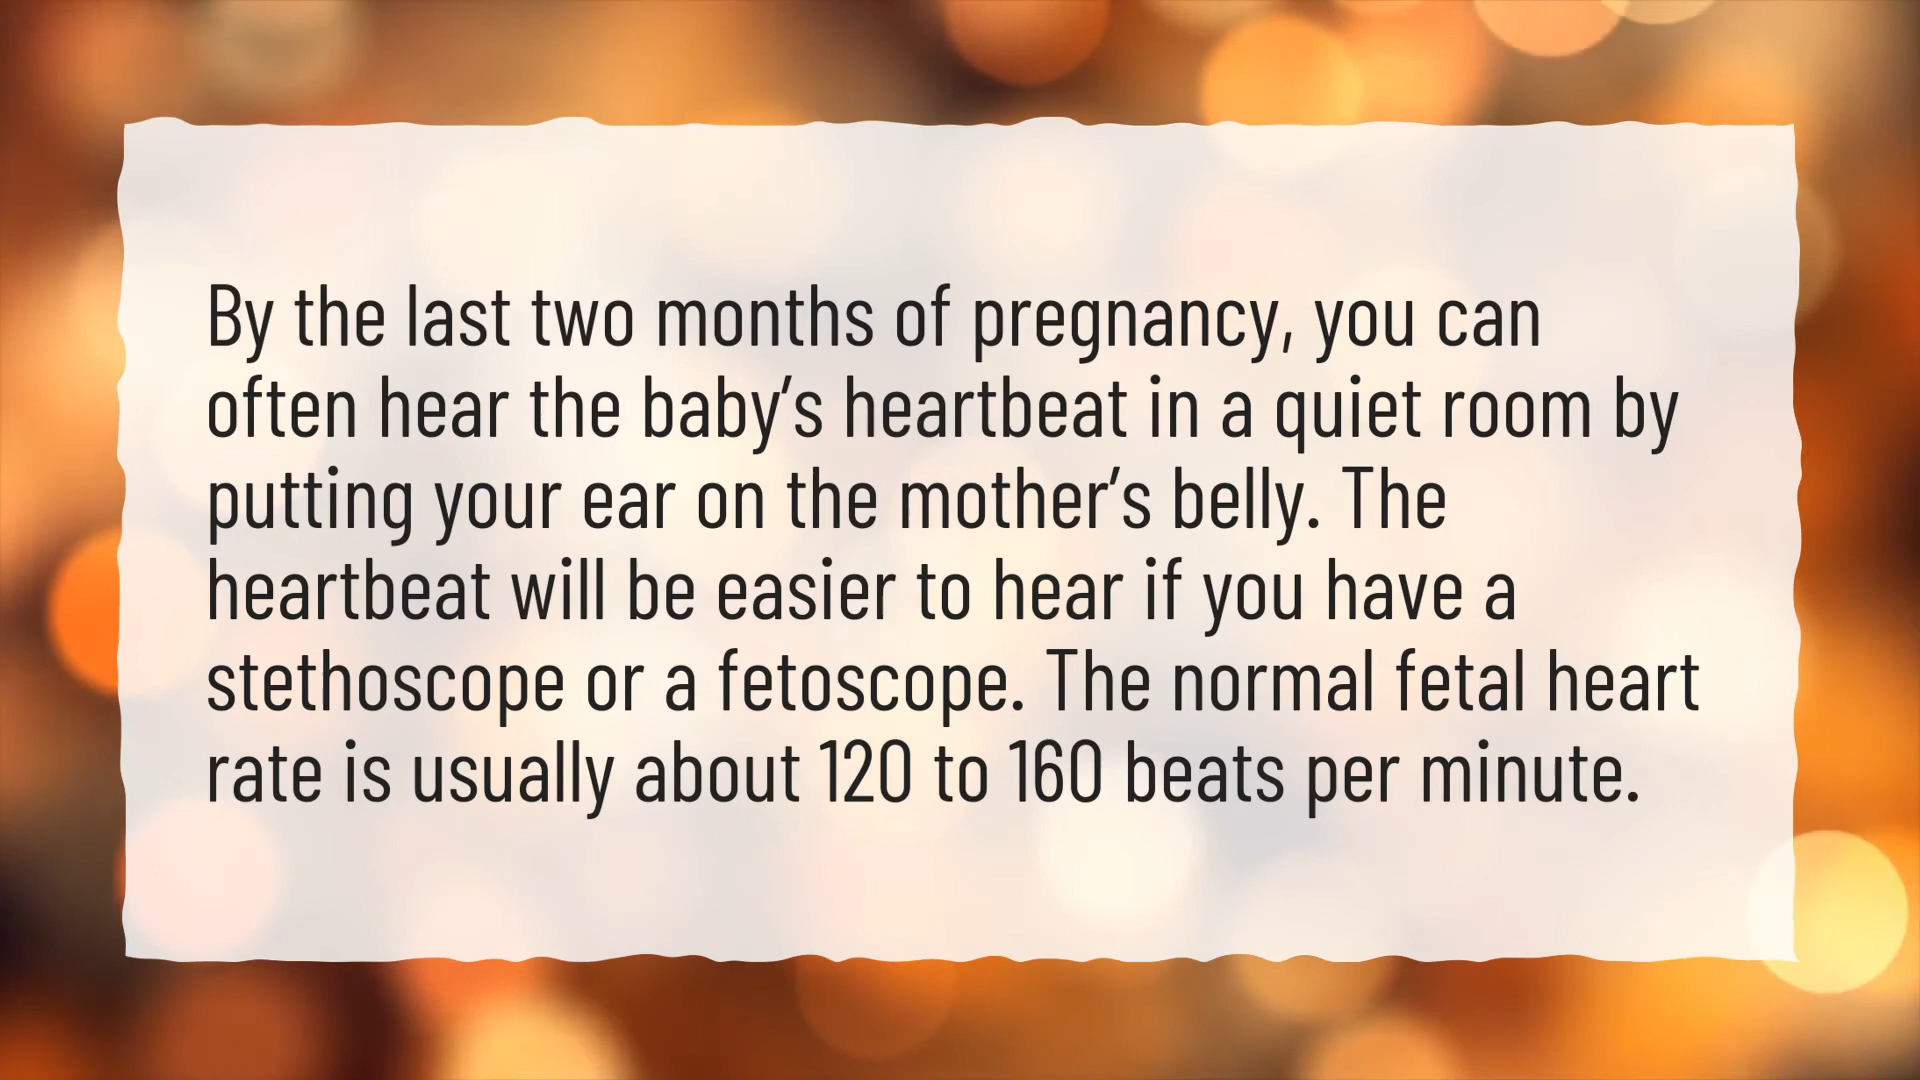 By the last two months of pregnancy, you can
often hear the baby's heartbeat in a quiet room by
putting your ear on the mother's belly. The
heartbeat will be easier to hear if you have a
stethoscope or a fetoscope. The normal fetal heart
rate is usually about 120 to 160 beats per minute.